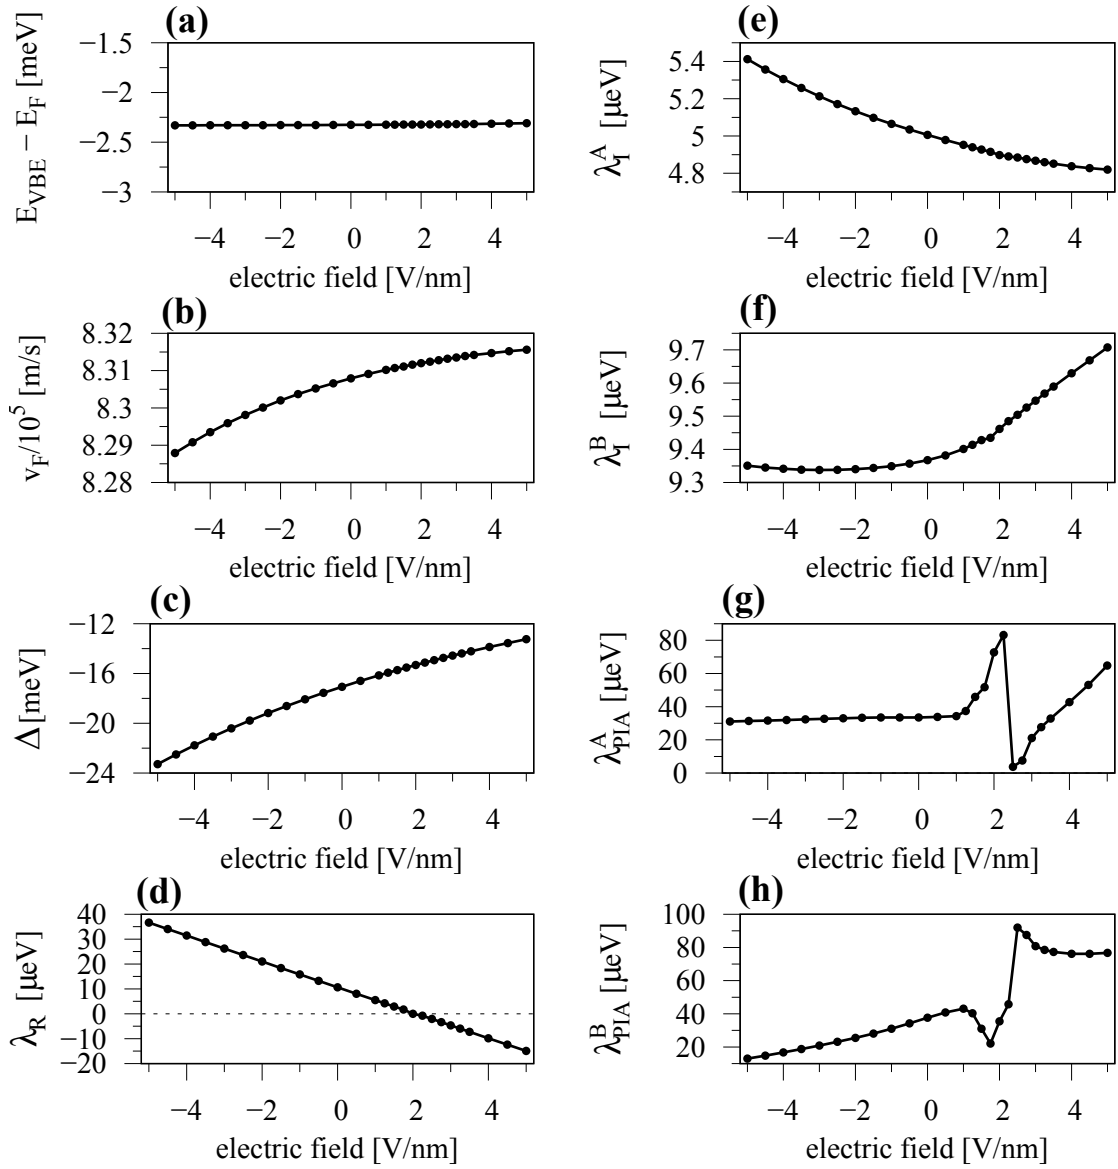 (a)
E_VBE − E_F [meV]
−1.5
−2
−2.5
−3
−4 −2 0 2 4
electric field [V/nm]
(b)
v_F/10^5 [m/s]
8.32
8.31
8.3
8.29
8.28
−4 −2 0 2 4
electric field [V/nm]
(c)
Δ [meV]
−12
−16
−20
−24
−4 −2 0 2 4
electric field [V/nm]
(d)
λ_R [μeV]
40
30
20
10
0
−10
−20
−4 −2 0 2 4
electric field [V/nm]
(e)
λ_I^A [μeV]
5.4
5.2
5
4.8
−4 −2 0 2 4
electric field [V/nm]
(f)
λ_I^B [μeV]
9.7
9.6
9.5
9.4
9.3
−4 −2 0 2 4
electric field [V/nm]
(g)
λ_PIA^A [μeV]
80
60
40
20
0
−4 −2 0 2 4
electric field [V/nm]
(h)
λ_PIA^B [μeV]
100
80
60
40
20
−4 −2 0 2 4
electric field [V/nm]